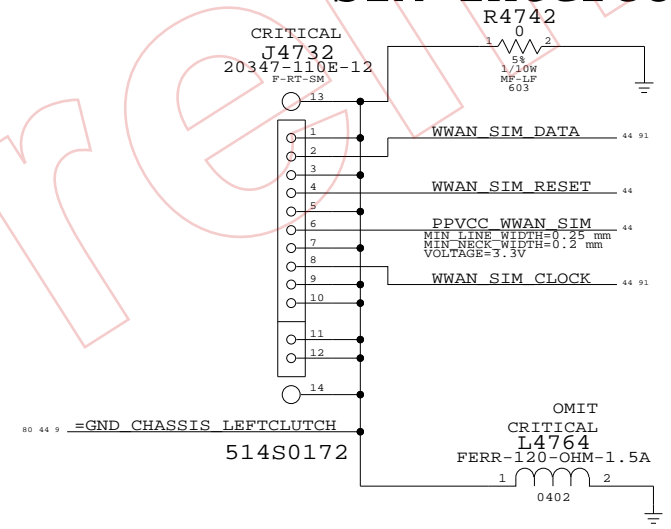 R4742
0
1
2
5%
1/10W
MF-LF
603
CRITICAL
J4732
20347-110E-12
F-RT-SM
13
1
2
3
4
5
6
7
8
9
10
11
12
14
WWAN_SIM_DATA 44 91
WWAN_SIM_RESET 44
PPVCC_WWAN_SIM 44
MIN_LINE_WIDTH=0.25 mm
MIN_NECK_WIDTH=0.2 mm
VOLTAGE=3.3V
WWAN_SIM_CLOCK 44 91
80 44 9 =GND_CHASSIS_LEFTCLUTCH
514S0172
OMIT
CRITICAL
L4764
FERR-120-OHM-1.5A
1
2
0402